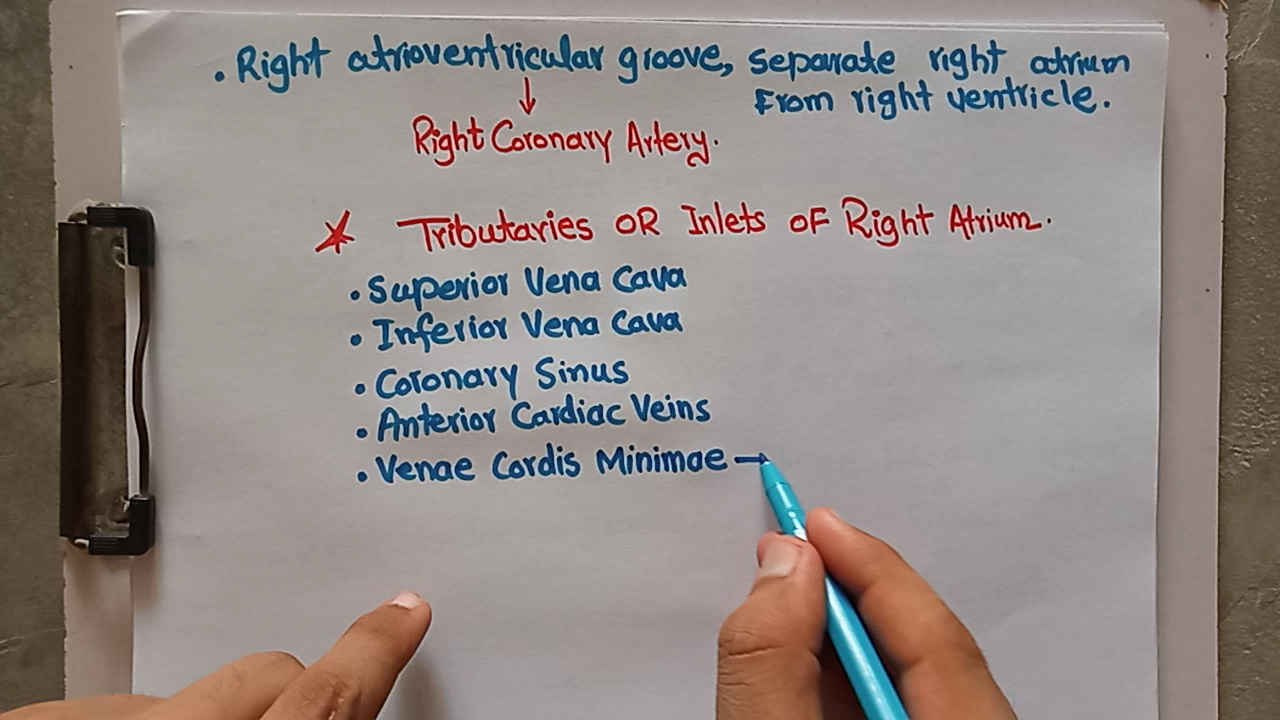 • Right atrioventricular groove, separate right atrium
From right ventricle.
↓
Right Coronary Artery.
* Tributaries OR Inlets OF Right Atrium.
• Superior Vena Cava
• Inferior Vena Cava
• Coronary Sinus
• Anterior Cardiac Veins
• Venae Cordis Minimae →